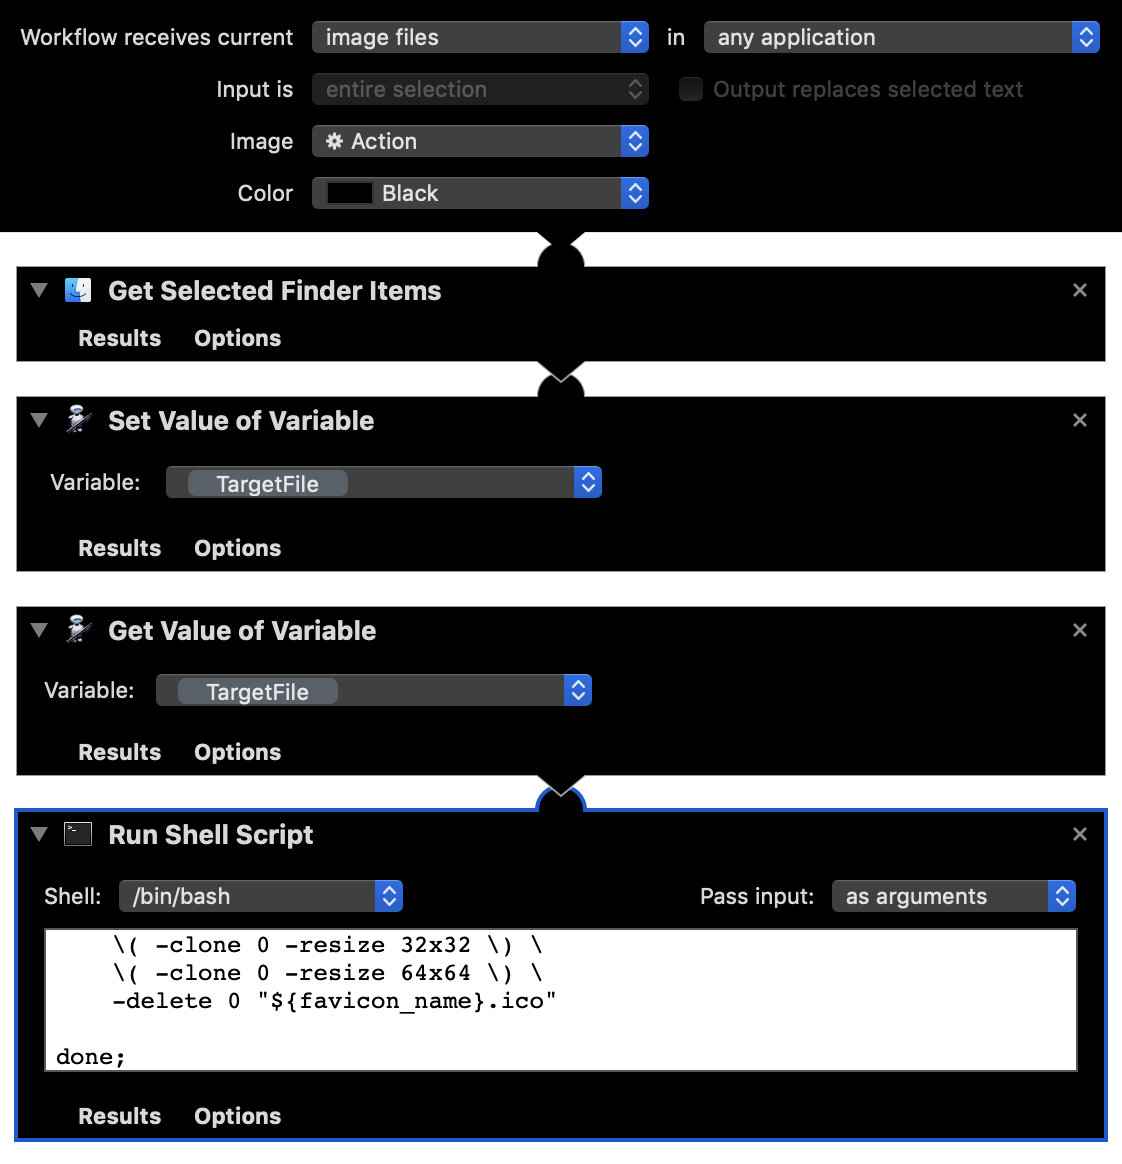 Workflow receives current image files in any application
Input is entire selection Output replaces selected text
Image Action
Color Black
Get Selected Finder Items
Results Options
Set Value of Variable
Variable: TargetFile
Results Options
Get Value of Variable
Variable: TargetFile
Results Options
Run Shell Script
Shell: /bin/bash Pass input: as arguments
\( -clone 0 -resize 32x32 \) \
\( -clone 0 -resize 64x64 \) \
-delete 0 "${favicon_name}.ico"
done;
Results Options